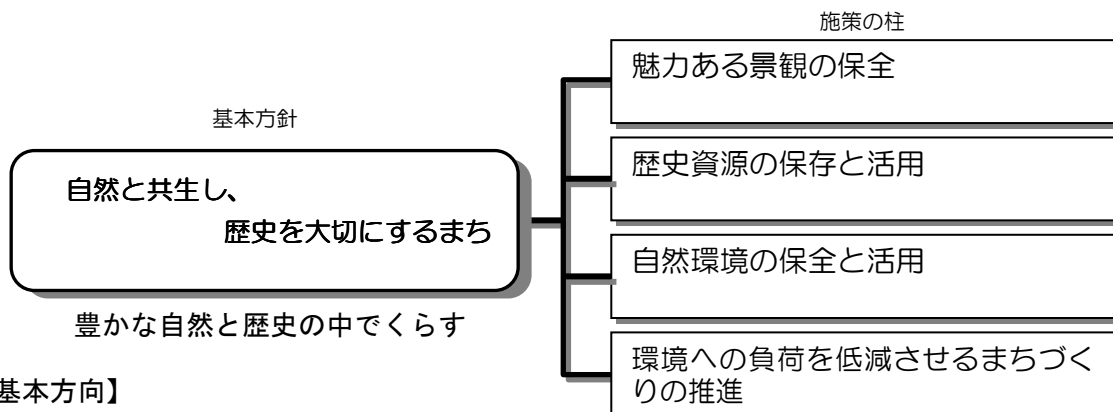 施策の柱
魅力ある景観の保全
基本方針
歴史資源の保存と活用
自然と共生し、
歴史を大切にするまち
自然環境の保全と活用
豊かな自然と歴史の中でくらす
環境への負荷を低減させるまちづく
りの推進
基本方向】